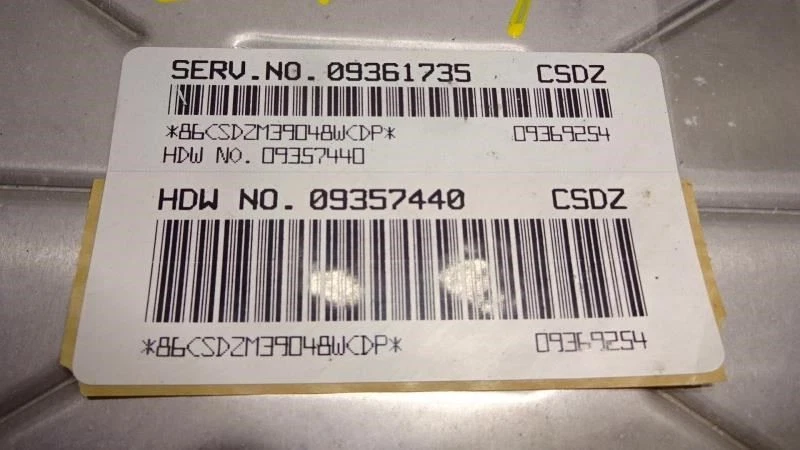 SERV.NO. 09361735 CSDZ
*86CSDZM39048WCDP* 09369254
HDW NO. 09357440
HDW NO. 09357440 CSDZ
*86CSDZM39048WCDP* 09369254